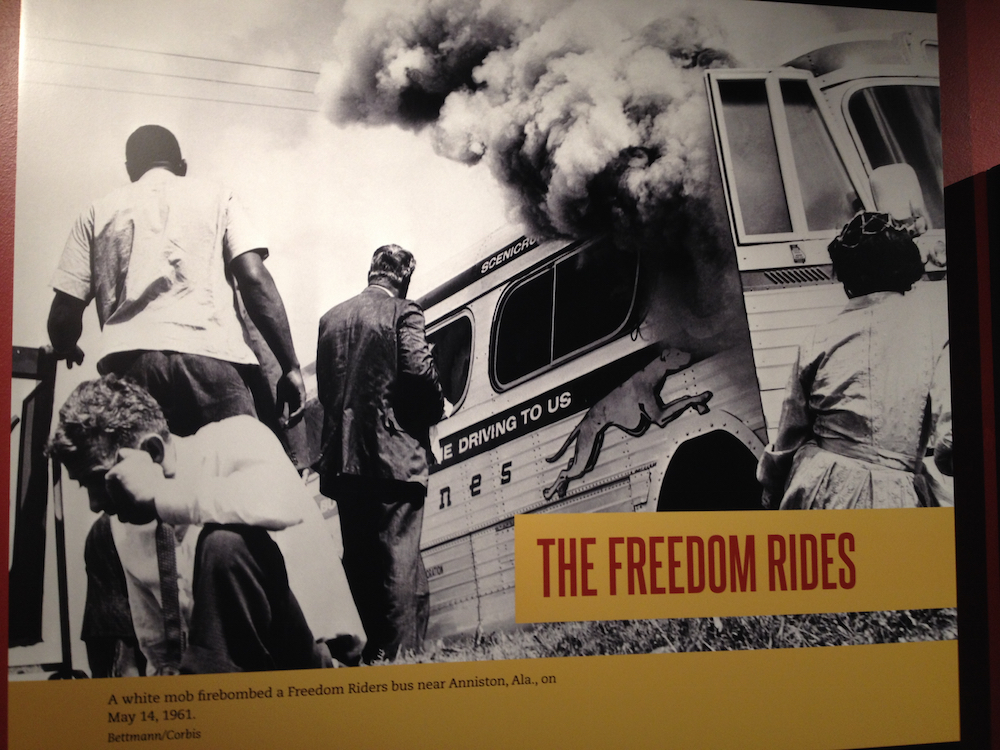 SCENICRU
E DRIVING TO US
nes
THE FREEDOM RIDES
A white mob firebombed a Freedom Riders bus near Anniston, Ala., on
May 14, 1961.
Bettmann/Corbis